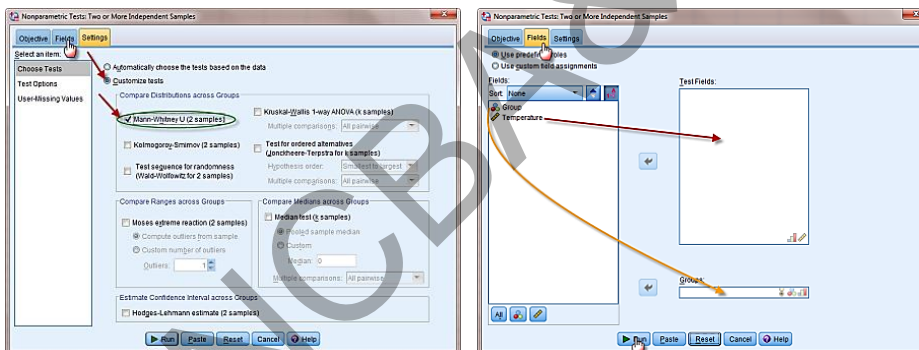 Nonparametric Tests: Two or More Independent Samples
Objective Fields Settings
Select an item:
Choose Tests
Test Options
User-Missing Values
Automatically choose the tests based on the data
Customize tests
Compare Distributions across Groups
Mann-Whitney U (2 samples)
Kolmogorov-Smirnov (2 samples)
Test sequence for randomness
(Wald-Wolfowitz for 2 samples)
Kruskal-Wallis 1-way ANOVA (k samples)
Multiple comparisons: All pairwise
Test for ordered alternatives
(Jonckheere-Terpstra for k samples)
Hypothesis order: Smallest to largest
Multiple comparisons: All pairwise
Compare Ranges across Groups
Moses extreme reaction (2 samples)
Compute outliers from sample
Custom number of outliers
Outliers: 1
Compare Medians across Groups
Median test (k samples)
Pooled sample median
Custom
Median: 0
Multiple comparisons: All pairwise
Estimate Confidence Interval across Groups
Hodges-Lehmann estimate (2 samples)
Run Paste Reset Cancel Help
Nonparametric Tests: Two or More Independent Samples
Objective Fields Settings
Use predefined roles
Use custom field assignments
Fields:
Sort: None
Group
Temperature
Test Fields:
Groups:
All
Run Paste Reset Cancel Help
NCBA&